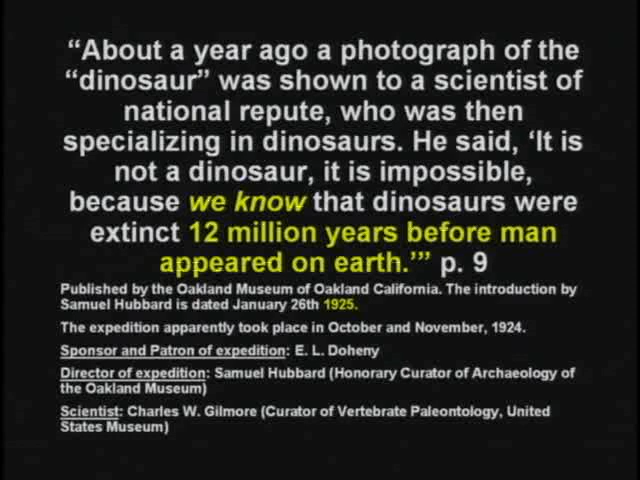 “About a year ago a photograph of the
“dinosaur” was shown to a scientist of
national repute, who was then
specializing in dinosaurs. He said, ‘It is
not a dinosaur, it is impossible,
because we know that dinosaurs were
extinct 12 million years before man
appeared on earth.’” p. 9
Published by the Oakland Museum of Oakland California. The introduction by
Samuel Hubbard is dated January 26th 1925.
The expedition apparently took place in October and November, 1924.
Sponsor and Patron of expedition: E. L. Doheny
Director of expedition: Samuel Hubbard (Honorary Curator of Archaeology of
the Oakland Museum)
Scientist: Charles W. Gilmore (Curator of Vertebrate Paleontology, United
States Museum)